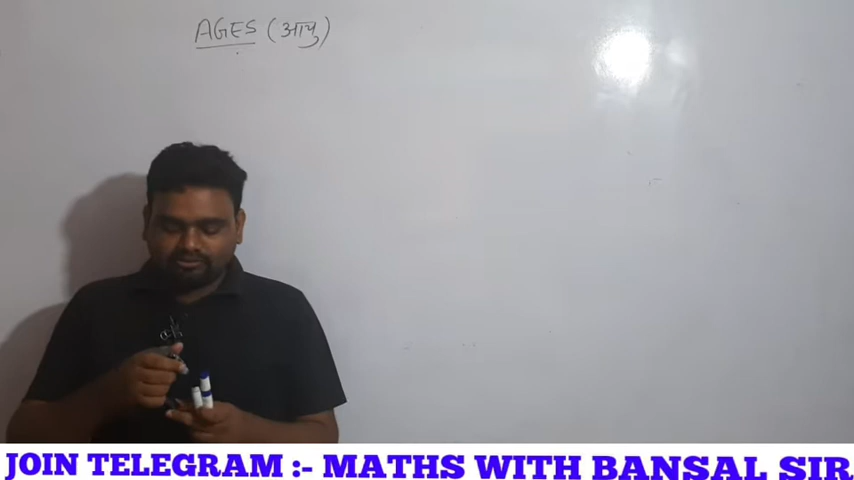 AGES (आयु)
JOIN TELEGRAM :- MATHS WITH BANSAL SIR